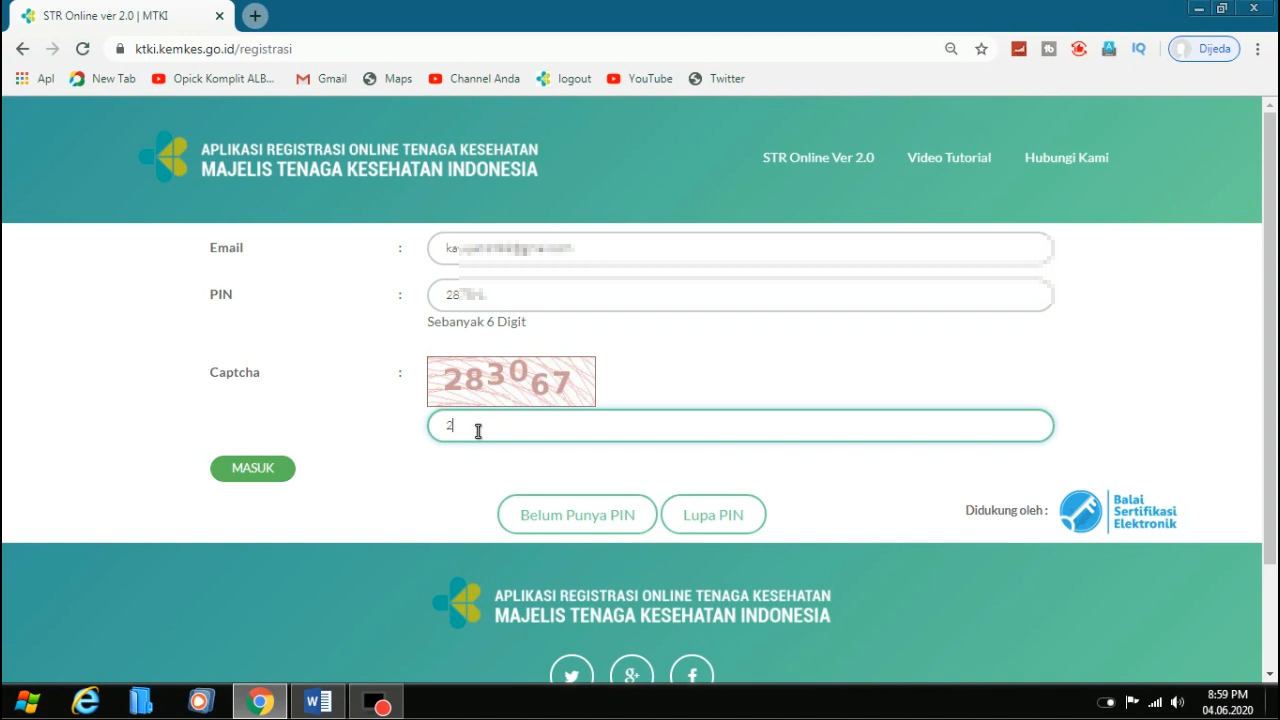 STR Online ver 2.0 | MTKI
ktki.kemkes.go.id/registrasi
Dijeda
Apl
New Tab
Opick Komplit ALB...
Gmail
Maps
Channel Anda
logout
YouTube
Twitter
APLIKASI REGISTRASI ONLINE TENAGA KESEHATAN
MAJELIS TENAGA KESEHATAN INDONESIA
STR Online Ver 2.0
Video Tutorial
Hubungi Kami
Email :
PIN :
Sebanyak 6 Digit
Captcha :
283067
2
MASUK
Belum Punya PIN
Lupa PIN
Didukung oleh :
Balai
Sertifikasi
Elektronik
APLIKASI REGISTRASI ONLINE TENAGA KESEHATAN
MAJELIS TENAGA KESEHATAN INDONESIA
8:59 PM
04.06.2020